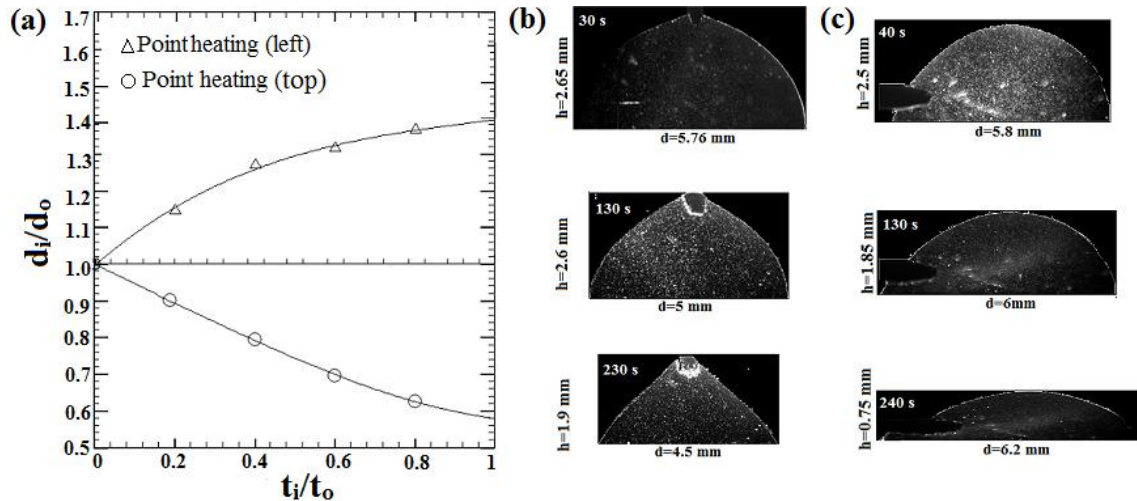 (a)
1.7
1.6
1.5
1.4
1.3
1.2
1.1
1.0
0.9
0.8
0.7
0.6
0.5
di/do
△ Point heating (left)
○ Point heating (top)
0
0.2
0.4
0.6
0.8
1
ti/to
(b)
30 s
h=2.65 mm
d=5.76 mm
130 s
h=2.6 mm
d=5 mm
230 s
h=1.9 mm
d=4.5 mm
(c)
40 s
h=2.5 mm
d=5.8 mm
130 s
h=1.85 mm
d=6mm
240 s
h=0.75 mm
d=6.2 mm